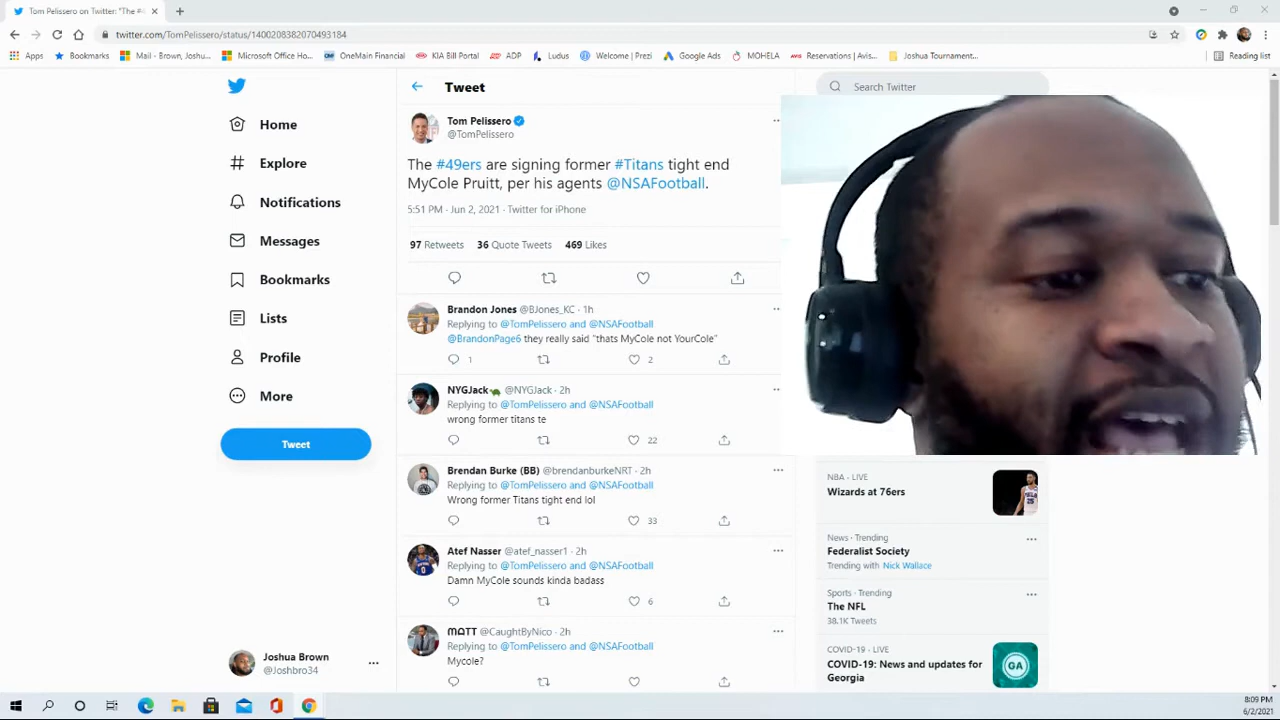 Tom Pelissero on Twitter: "The #4
twitter.com/TomPelissero/status/1400208382070493184
Apps
Bookmarks
Mail - Brown, Joshu...
Microsoft Office Ho...
OneMain Financial
KIA Bill Portal
ADP
Ludus
Welcome | Prezi
Google Ads
MOHELA
Reservations | Avis...
Joshua Tournament...
Reading list
Home
Explore
Notifications
Messages
Bookmarks
Lists
Profile
More
Tweet
Joshua Brown
@Joshbro34
Tweet
Tom Pelissero
@TomPelissero
The #49ers are signing former #Titans tight end
MyCole Pruitt, per his agents @NSAFootball.
5:51 PM · Jun 2, 2021 · Twitter for iPhone
97 Retweets 36 Quote Tweets 469 Likes
Brandon Jones @BJones_KC · 1h
Replying to @TomPelissero and @NSAFootball
@BrandonPage6 they really said "thats MyCole not YourCole"
1 2
NYGJack @NYGJack · 2h
Replying to @TomPelissero and @NSAFootball
wrong former titans te
22
Brendan Burke (BB) @brendanburkeNRT · 2h
Replying to @TomPelissero and @NSAFootball
Wrong former Titans tight end lol
33
Atef Nasser @atef_nasser1 · 2h
Replying to @TomPelissero and @NSAFootball
Damn MyCole sounds kinda badass
6
MATT @CaughtByNico · 2h
Replying to @TomPelissero and @NSAFootball
Mycole?
Search Twitter
NBA · LIVE
Wizards at 76ers
News · Trending
Federalist Society
Trending with Nick Wallace
Sports · Trending
The NFL
38.1K Tweets
COVID-19 · LIVE
COVID-19: News and updates for
Georgia
GA
8:09 PM
6/2/2021